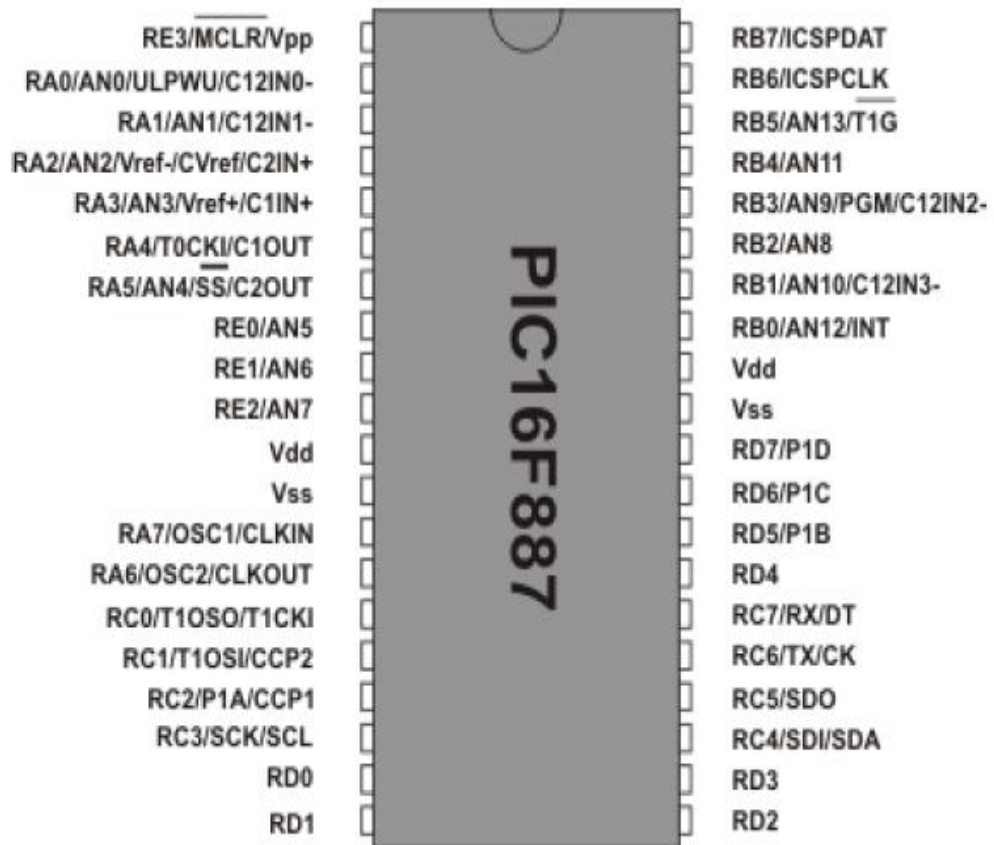 RE3/MCLR/Vpp
RA0/AN0/ULPWU/C12IN0-
RA1/AN1/C12IN1-
RA2/AN2/Vref-/CVref/C2IN+
RA3/AN3/Vref+/C1IN+
RA4/T0CKI/C1OUT
RA5/AN4/SS/C2OUT
RE0/AN5
RE1/AN6
RE2/AN7
Vdd
Vss
RA7/OSC1/CLKIN
RA6/OSC2/CLKOUT
RC0/T1OSO/T1CKI
RC1/T1OSI/CCP2
RC2/P1A/CCP1
RC3/SCK/SCL
RD0
RD1
PIC16F887
RB7/ICSPDAT
RB6/ICSPCLK
RB5/AN13/T1G
RB4/AN11
RB3/AN9/PGM/C12IN2-
RB2/AN8
RB1/AN10/C12IN3-
RB0/AN12/INT
Vdd
Vss
RD7/P1D
RD6/P1C
RD5/P1B
RD4
RC7/RX/DT
RC6/TX/CK
RC5/SDO
RC4/SDI/SDA
RD3
RD2